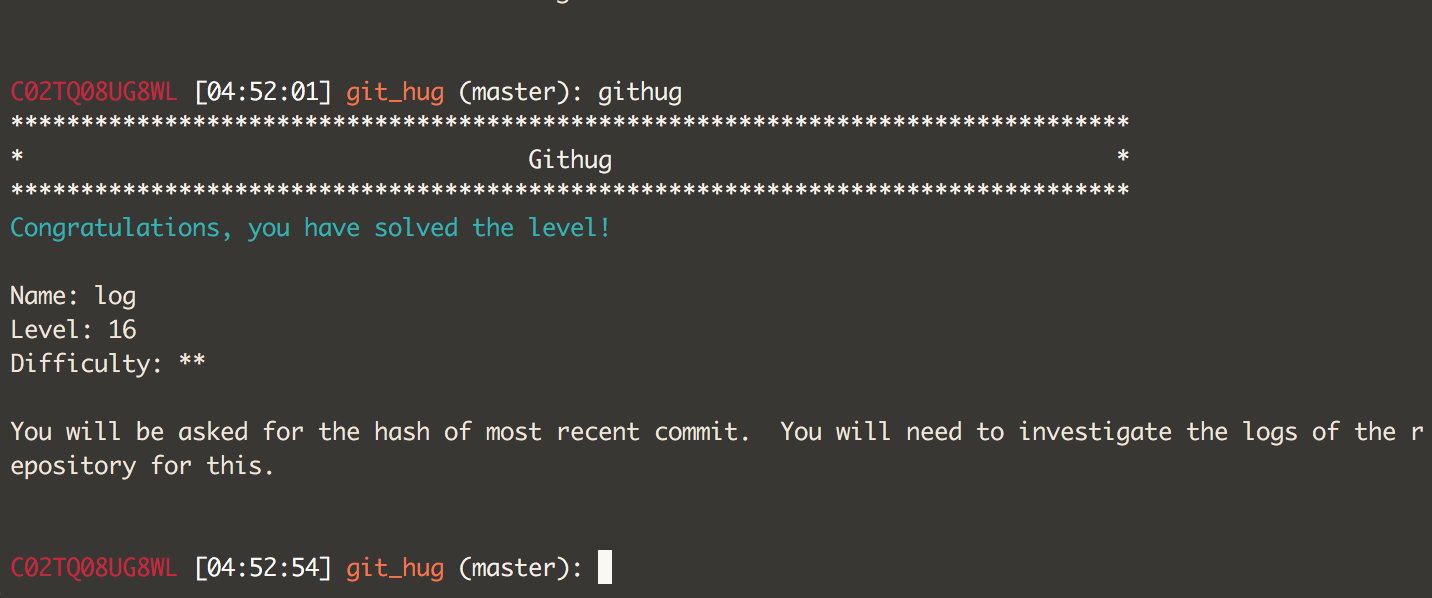 C02TQ08UG8WL [04:52:01] git_hug (master): githug
********************************************************************************
*                                    Githug                                    *
********************************************************************************
Congratulations, you have solved the level!
Name: log
Level: 16
Difficulty: **
You will be asked for the hash of most recent commit.  You will need to investigate the logs of the r
epository for this.
C02TQ08UG8WL [04:52:54] git_hug (master):